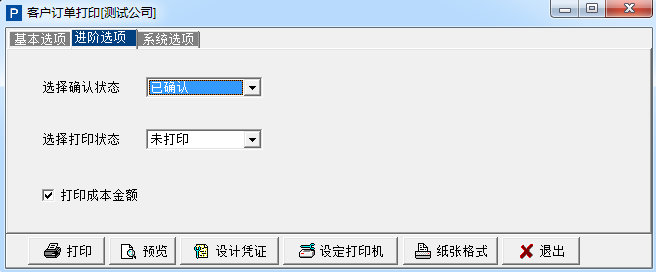 P 客户订单打印[测试公司]
基本选项 进阶选项 系统选项
选择确认状态 已确认
选择打印状态 未打印
打印成本金额
打印 预览 设计凭证 设定打印机 纸张格式 退出